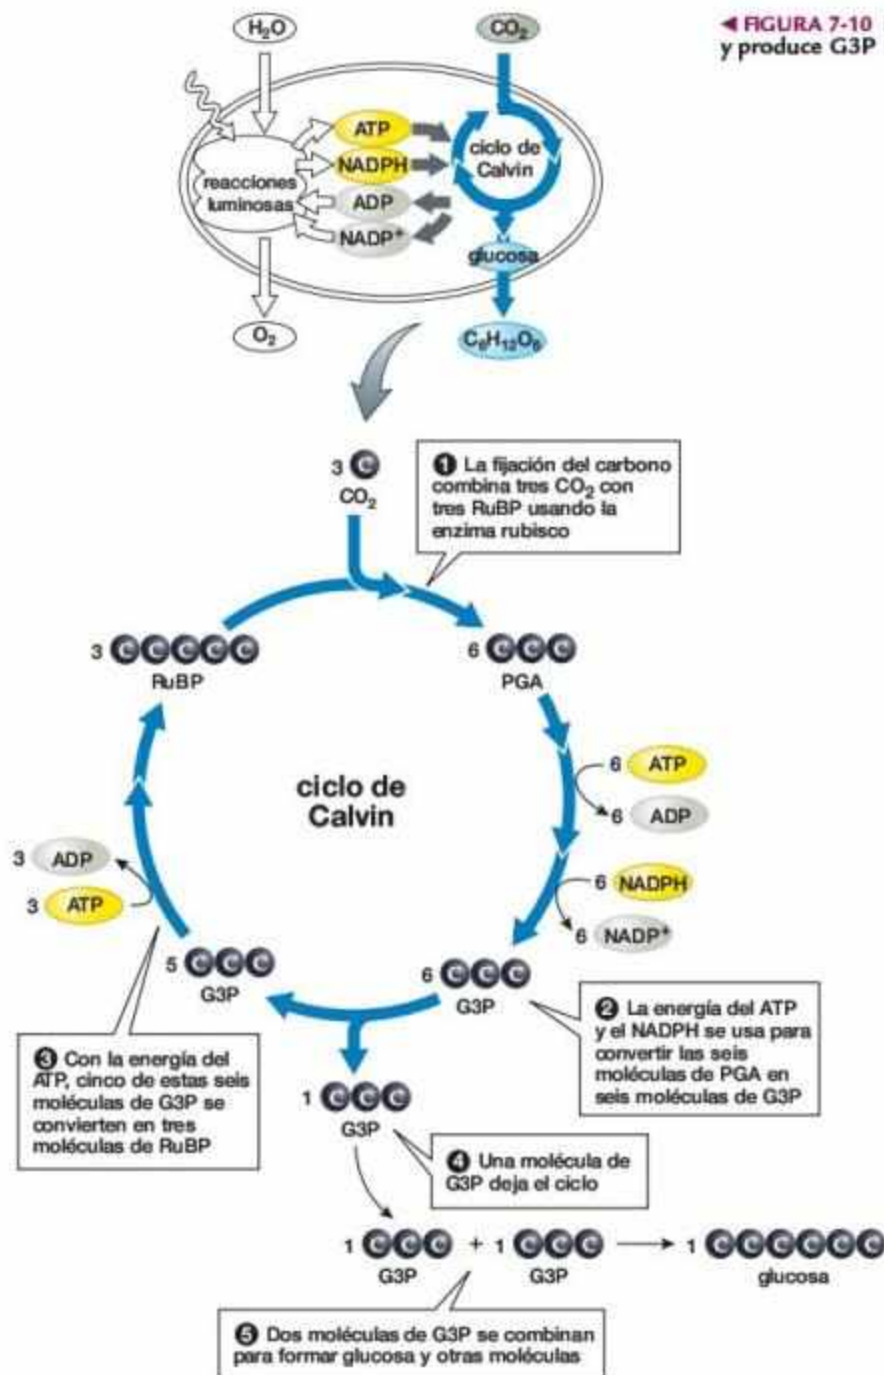 ◀ FIGURA 7-10
y produce G3P
H₂O
CO₂
ATP
NADPH
ADP
NADP⁺
reacciones
luminosas
ciclo de
Calvin
glucosa
O₂
C₆H₁₂O₆
3 C
CO₂
1 La fijación del carbono
combina tres CO₂ con
tres RuBP usando la
enzima rubisco
3 C C C C C
RuBP
6 C C C
PGA
ciclo de
Calvin
6 ATP
6 ADP
6 NADPH
6 NADP⁺
3 ADP
3 ATP
5 C C C
G3P
6 C C C
G3P
2 La energía del ATP
y el NADPH se usa para
convertir las seis
moléculas de PGA en
seis moléculas de G3P
3 Con la energía del
ATP, cinco de estas seis
moléculas de G3P se
convierten en tres
moléculas de RuBP
1 C C C
G3P
4 Una molécula de
G3P deja el ciclo
1 C C C + 1 C C C 1 C C C C C C
G3P G3P glucosa
5 Dos moléculas de G3P se combinan
para formar glucosa y otras moléculas